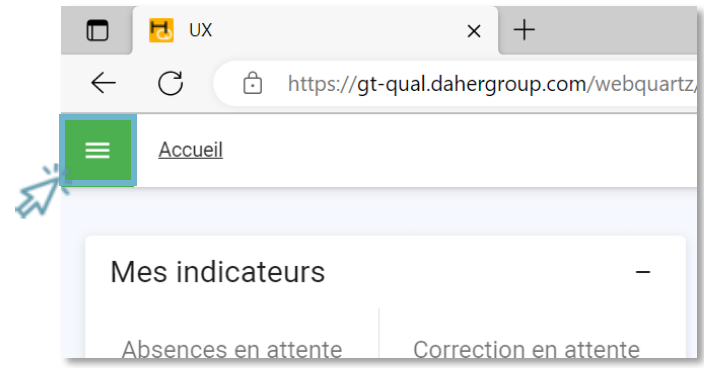 UX
https://gt-qual.dahergroup.com/webquartz/
Accueil
Mes indicateurs
Absences en attente
Correction en attente